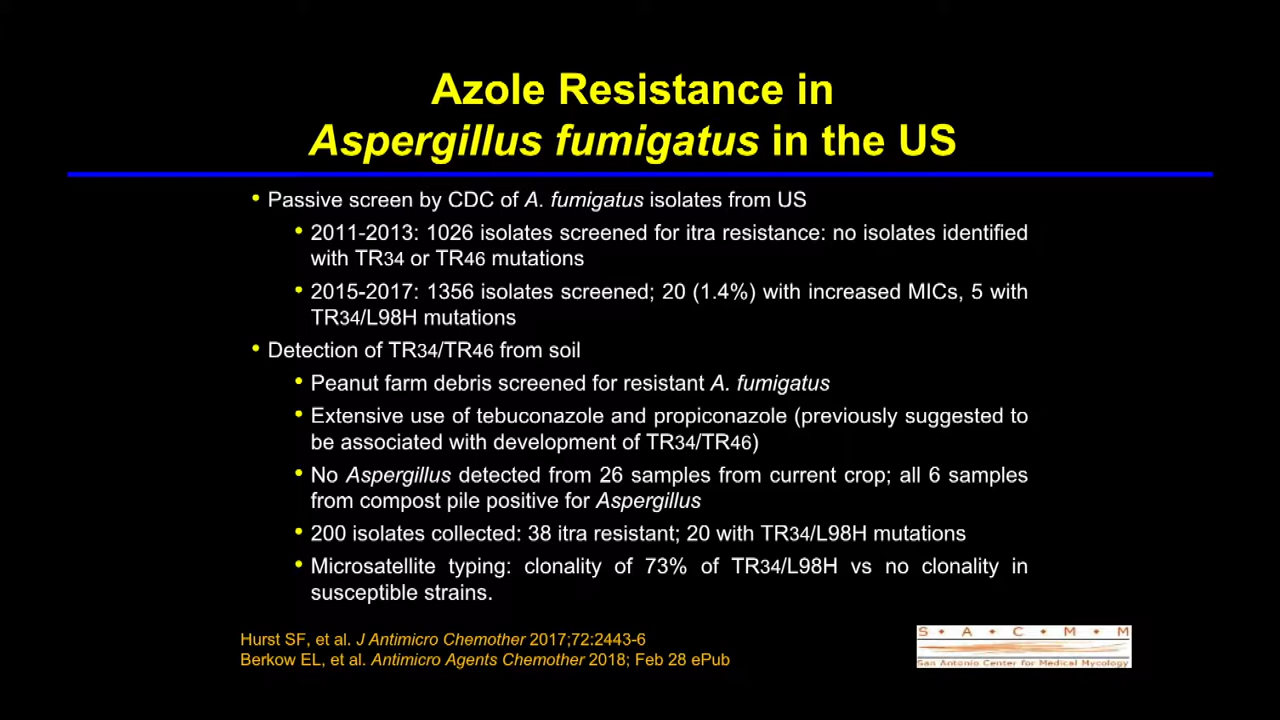 Azole Resistance in
Aspergillus fumigatus in the US
• Passive screen by CDC of A. fumigatus isolates from US
• 2011-2013: 1026 isolates screened for itra resistance: no isolates identified
with TR34 or TR46 mutations
• 2015-2017: 1356 isolates screened; 20 (1.4%) with increased MICs, 5 with
TR34/L98H mutations
• Detection of TR34/TR46 from soil
• Peanut farm debris screened for resistant A. fumigatus
• Extensive use of tebuconazole and propiconazole (previously suggested to
be associated with development of TR34/TR46)
• No Aspergillus detected from 26 samples from current crop; all 6 samples
from compost pile positive for Aspergillus
• 200 isolates collected: 38 itra resistant; 20 with TR34/L98H mutations
• Microsatellite typing: clonality of 73% of TR34/L98H vs no clonality in
susceptible strains.
Hurst SF, et al. J Antimicro Chemother 2017;72:2443-6
Berkow EL, et al. Antimicro Agents Chemother 2018; Feb 28 ePub
S • A • C • M • M
San Antonio Center for Medical Mycology